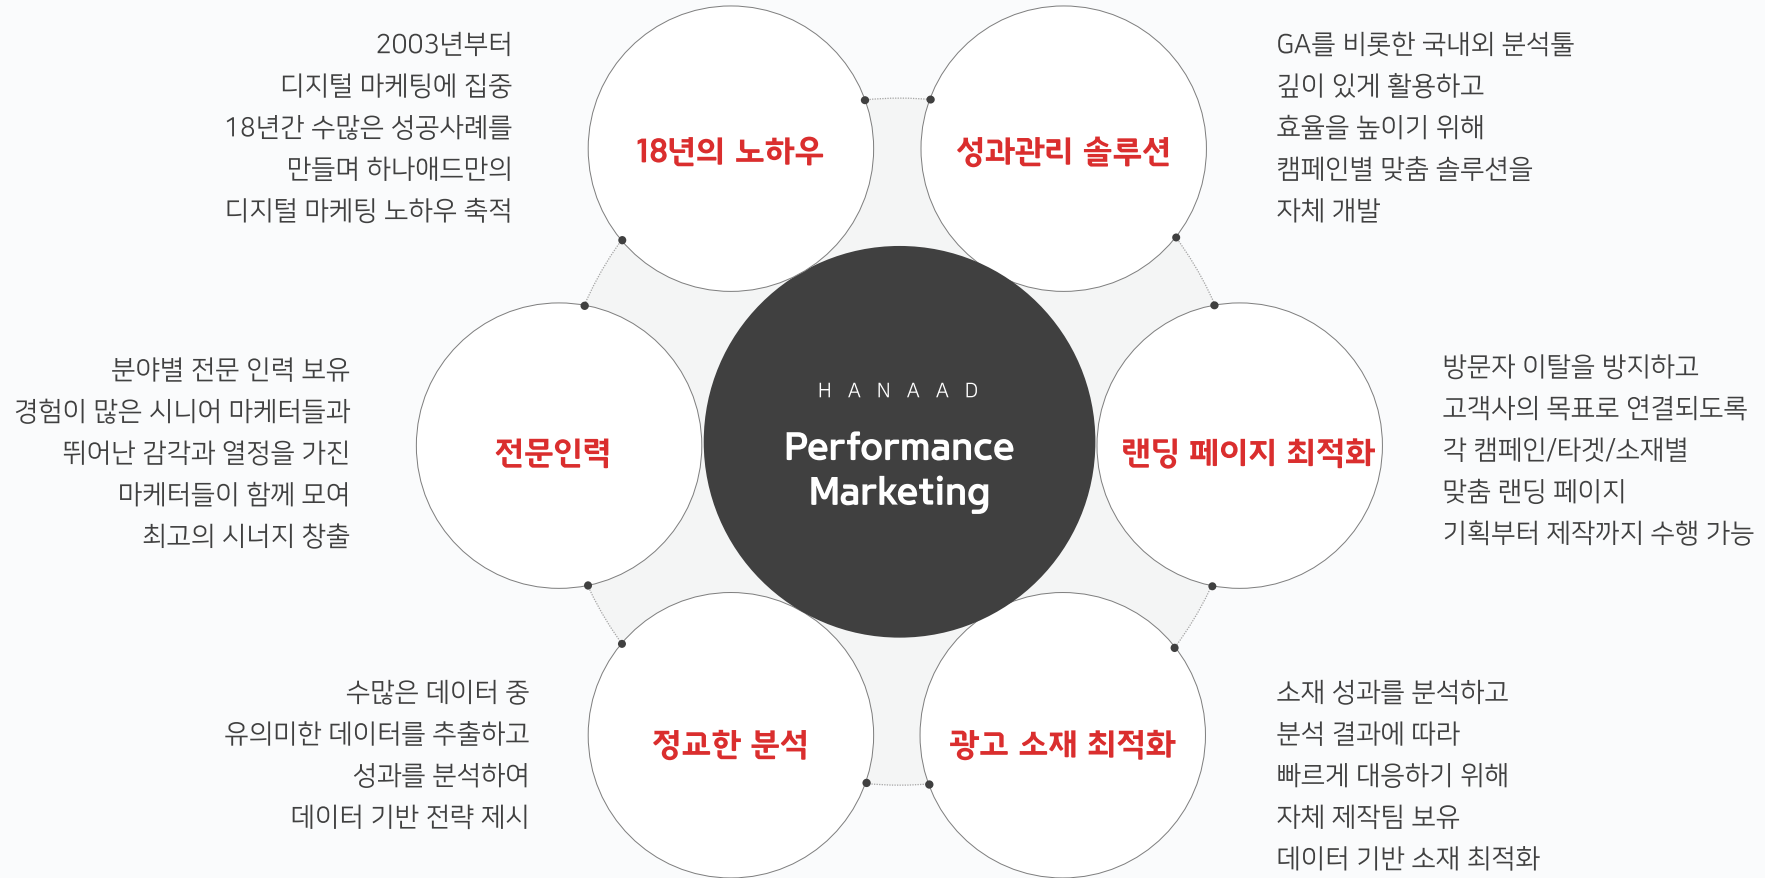 2003년부터
디지털 마케팅에 집중
18년간 수많은 성공사례를
만들며 하나애드만의
디지털 마케팅 노하우 축적
18년의 노하우
성과관리 솔루션
GA를 비롯한 국내외 분석툴
깊이 있게 활용하고
효율을 높이기 위해
캠페인별 맞춤 솔루션을
자체 개발
분야별 전문 인력 보유
경험이 많은 시니어 마케터들과
뛰어난 감각과 열정을 가진
마케터들이 함께 모여
최고의 시너지 창출
전문인력
HANAAD
Performance
Marketing
랜딩 페이지 최적화
방문자 이탈을 방지하고
고객사의 목표로 연결되도록
각 캠페인/타겟/소재별
맞춤 랜딩 페이지
기획부터 제작까지 수행 가능
수많은 데이터 중
유의미한 데이터를 추출하고
성과를 분석하여
데이터 기반 전략 제시
정교한 분석
광고 소재 최적화
소재 성과를 분석하고
분석 결과에 따라
빠르게 대응하기 위해
자체 제작팀 보유
데이터 기반 소재 최적화